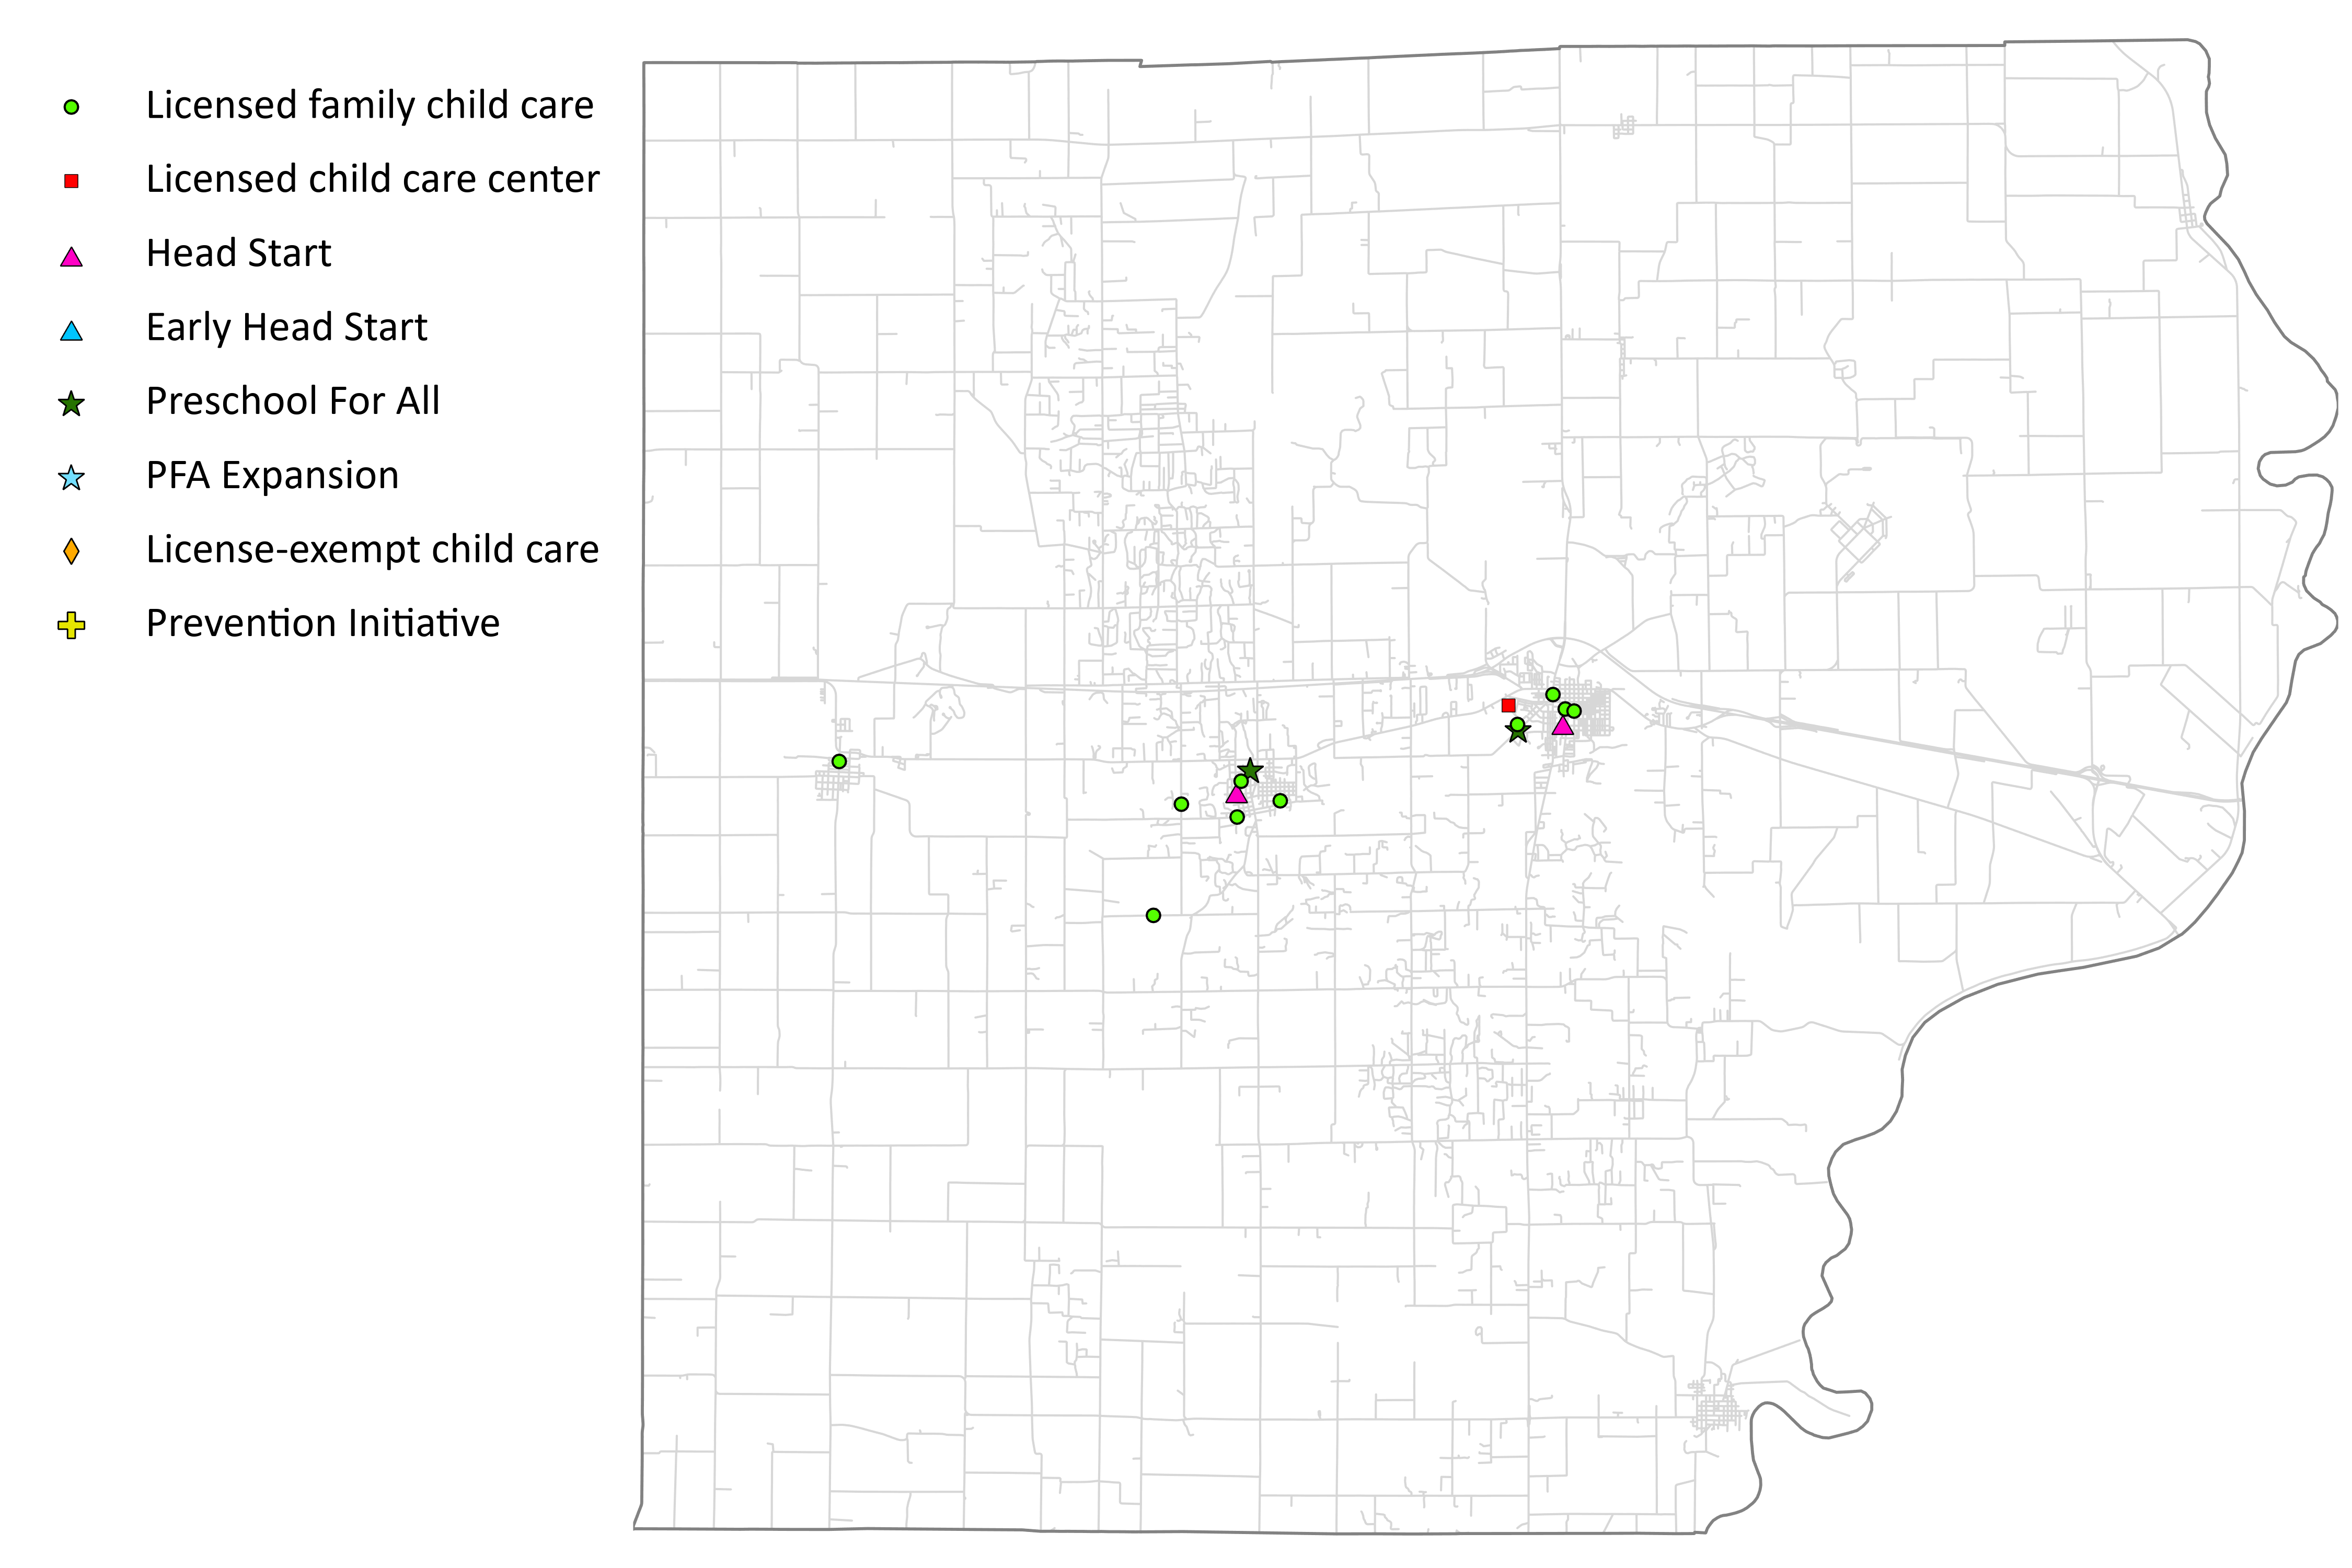 Licensed family child care
Licensed child care center
Head Start
Early Head Start
Preschool For All
PFA Expansion
License-exempt child care
Prevention Initiative